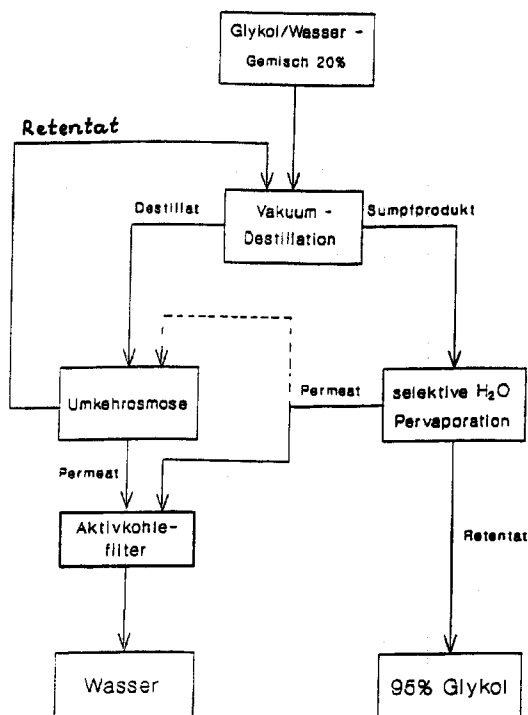 Glykol/Wasser -
Gemisch 20%
Retentat
Destillat
Vakuum -
Destillation
Sumpfprodukt
Umkehrosmose
Permeat
selektive H₂O
Pervaporation
Permeat
Aktivkohle-
filter
Retentat
Wasser
95% Glykol